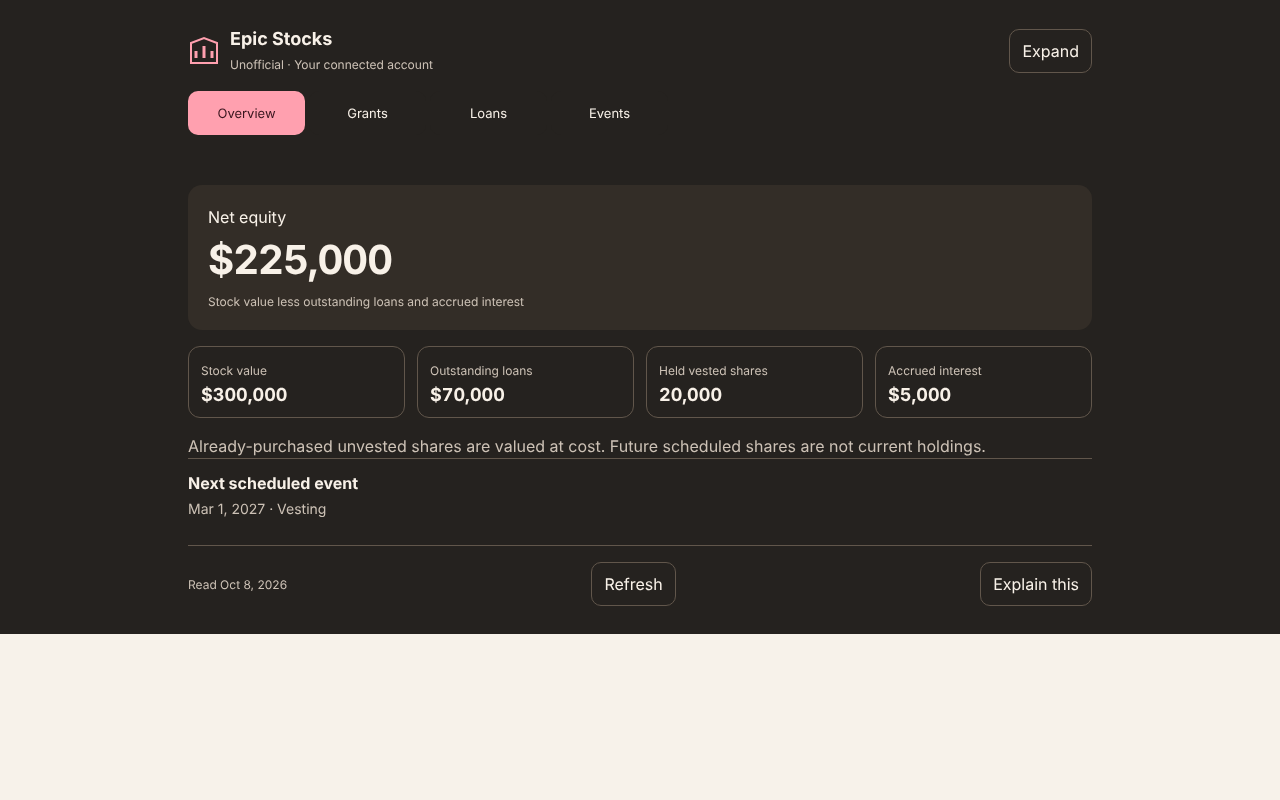 Epic Stocks
Unofficial · Your connected account
Expand
Overview
Grants
Loans
Events
Net equity
$225,000
Stock value less outstanding loans and accrued interest
Stock value
$300,000
Outstanding loans
$70,000
Held vested shares
20,000
Accrued interest
$5,000
Already-purchased unvested shares are valued at cost. Future scheduled shares are not current holdings.
Next scheduled event
Mar 1, 2027 · Vesting
Read Oct 8, 2026
Refresh
Explain this